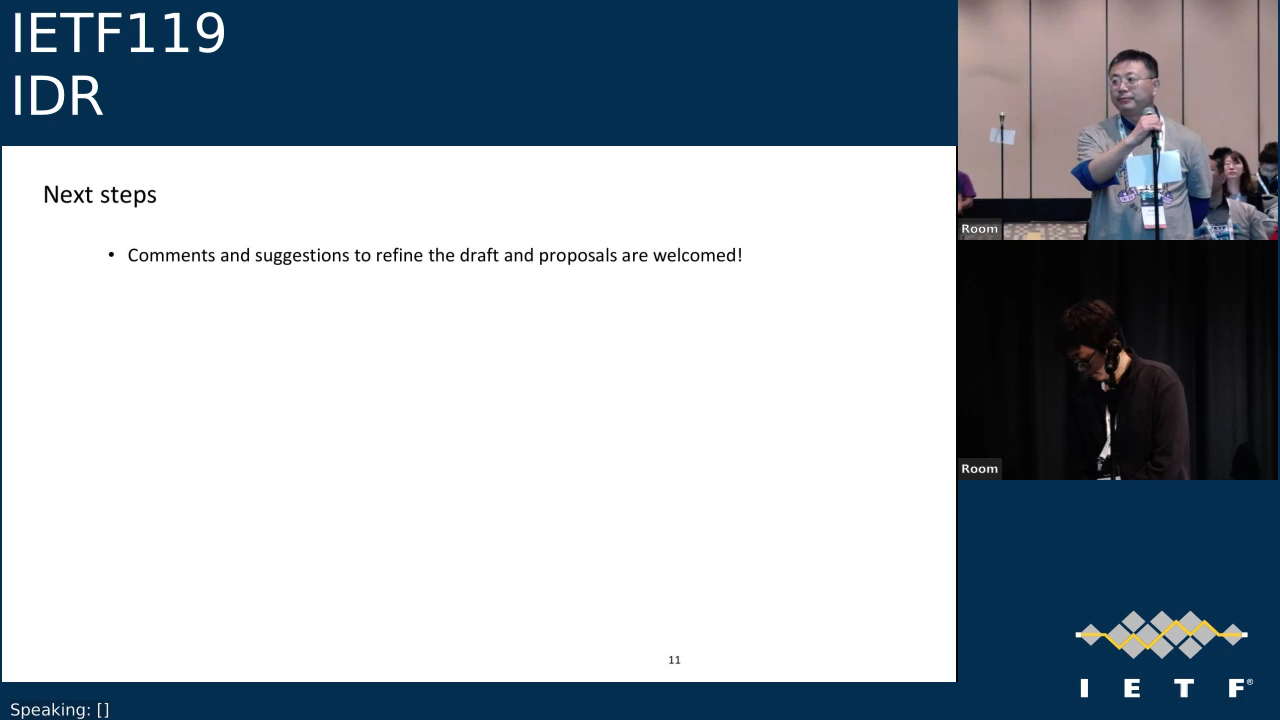 IETF119
IDR
Next steps
• Comments and suggestions to refine the draft and proposals are welcomed!
11
Room
Room
I E T F®
Speaking: []